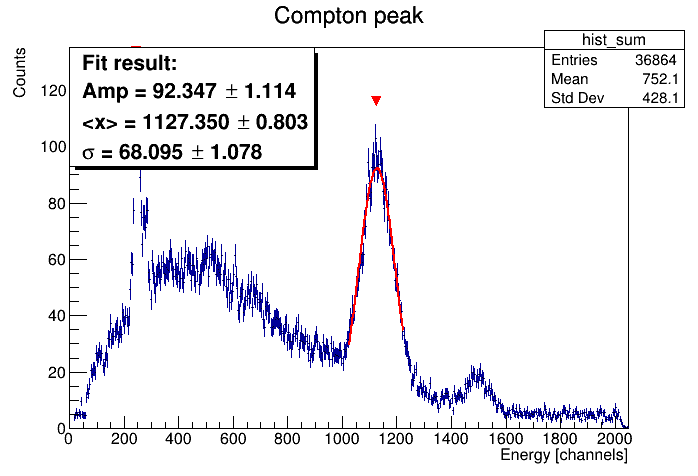 Compton peak
hist_sum
Entries 36864
Mean 752.1
Std Dev 428.1
Fit result:
Amp = 92.347 ± 1.114
<x> = 1127.350 ± 0.803
σ = 68.095 ± 1.078
Counts
120
100
80
60
40
20
0
0 200 400 600 800 1000 1200 1400 1600 1800 2000
Energy [channels]